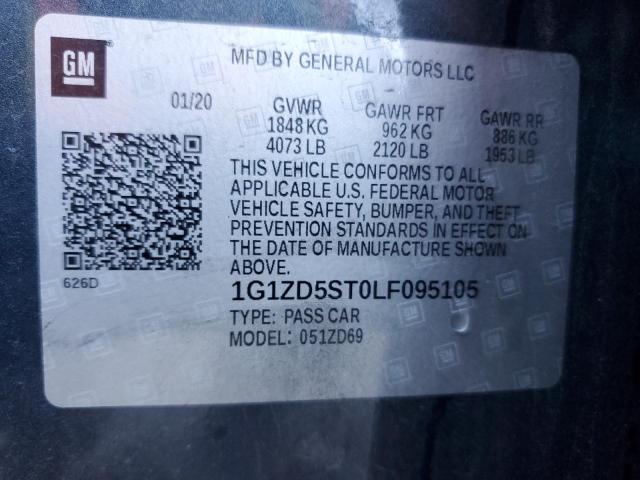 GM
MFD BY GENERAL MOTORS LLC
01/20 GVWR GAWR FRT GAWR RR
1848 KG 962 KG 886 KG
4073 LB 2120 LB 1953 LB
THIS VEHICLE CONFORMS TO ALL
APPLICABLE U.S. FEDERAL MOTOR
VEHICLE SAFETY, BUMPER, AND THEFT
PREVENTION STANDARDS IN EFFECT ON
THE DATE OF MANUFACTURE SHOWN
ABOVE.
626D
1G1ZD5ST0LF095105
TYPE: PASS CAR
MODEL: 051ZD69